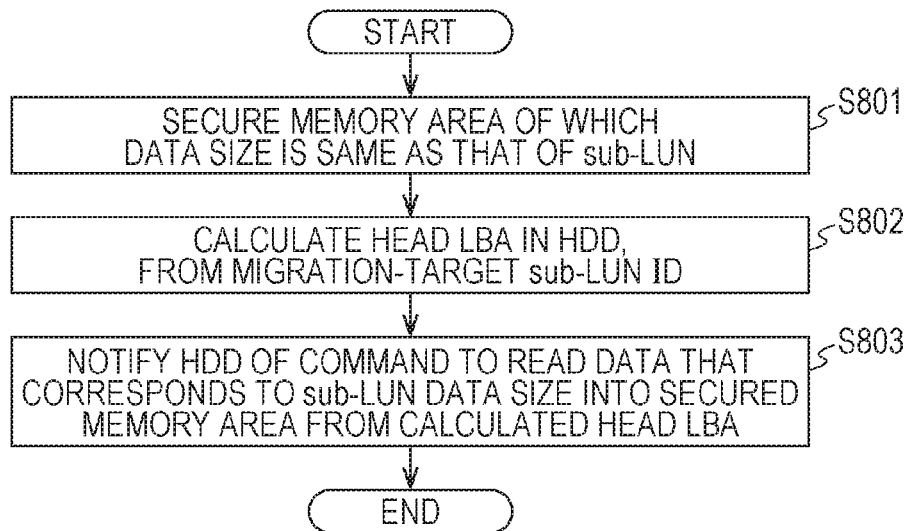 START
SECURE MEMORY AREA OF WHICH
DATA SIZE IS SAME AS THAT OF sub-LUN
S801
CALCULATE HEAD LBA IN HDD,
FROM MIGRATION-TARGET sub-LUN ID
S802
NOTIFY HDD OF COMMAND TO READ DATA THAT
CORRESPONDS TO sub-LUN DATA SIZE INTO SECURED
MEMORY AREA FROM CALCULATED HEAD LBA
S803
END